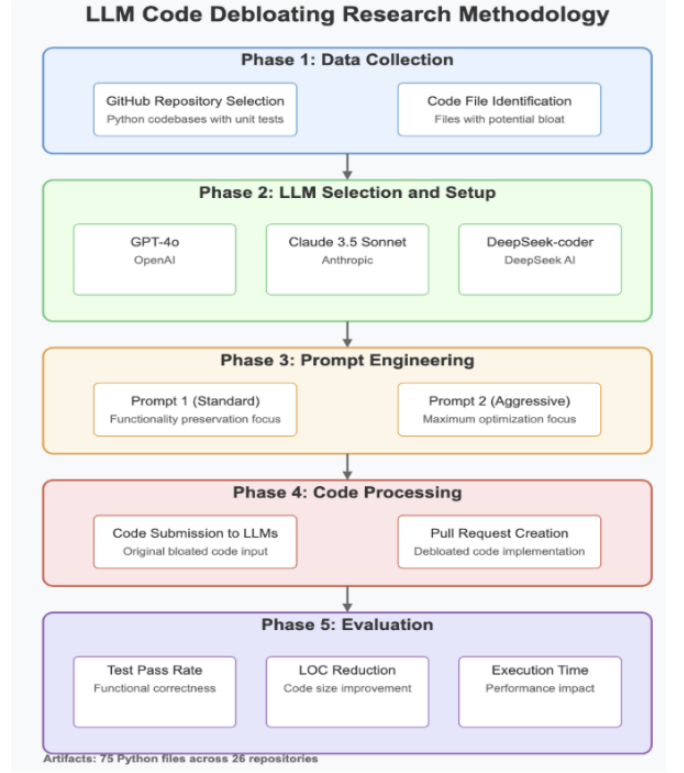 LLM Code Debloating Research Methodology
Phase 1: Data Collection
GitHub Repository Selection
Python codebases with unit tests
Code File Identification
Files with potential bloat
Phase 2: LLM Selection and Setup
GPT-4o
OpenAI
Claude 3.5 Sonnet
Anthropic
DeepSeek-coder
DeepSeek AI
Phase 3: Prompt Engineering
Prompt 1 (Standard)
Functionality preservation focus
Prompt 2 (Aggressive)
Maximum optimization focus
Phase 4: Code Processing
Code Submission to LLMs
Original bloated code input
Pull Request Creation
Debloated code implementation
Phase 5: Evaluation
Test Pass Rate
Functional correctness
LOC Reduction
Code size improvement
Execution Time
Performance impact
Artifacts: 75 Python files across 26 repositories